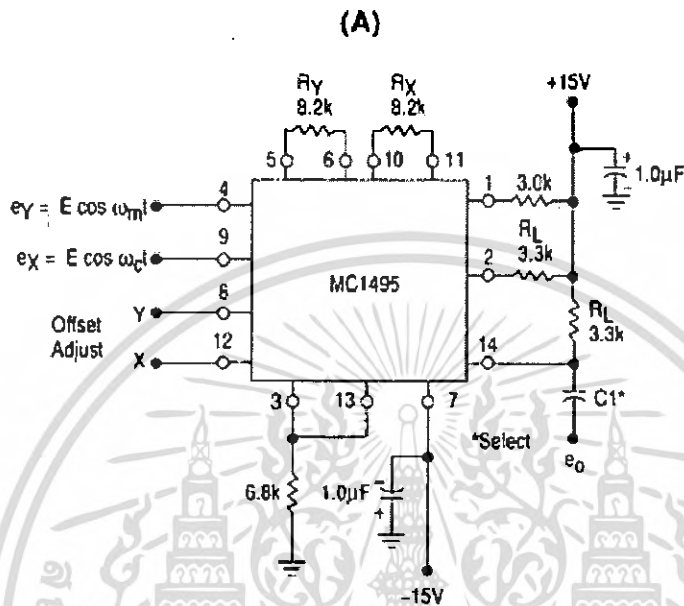 (A)
RY
8.2k
RX
8.2k
+15V
5
6
10
11
1.0µF
+
−
4
eY = E cos ωmt
1
3.0k
9
eX = E cos ωct
RL
2
3.3k
MC1495
8
Y
Offset
Adjust
12
X
RL
3.3k
14
3
13
7
C1*
*Select
eo
6.8k
1.0µF
−
+
−15V